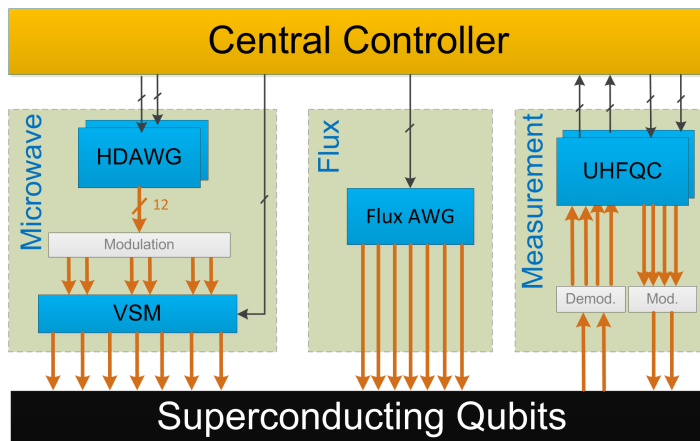 Central Controller
Microwave
HDAWG
12
Modulation
VSM
Flux
Flux AWG
Measurement
UHFQC
Demod.
Mod.
Superconducting Qubits